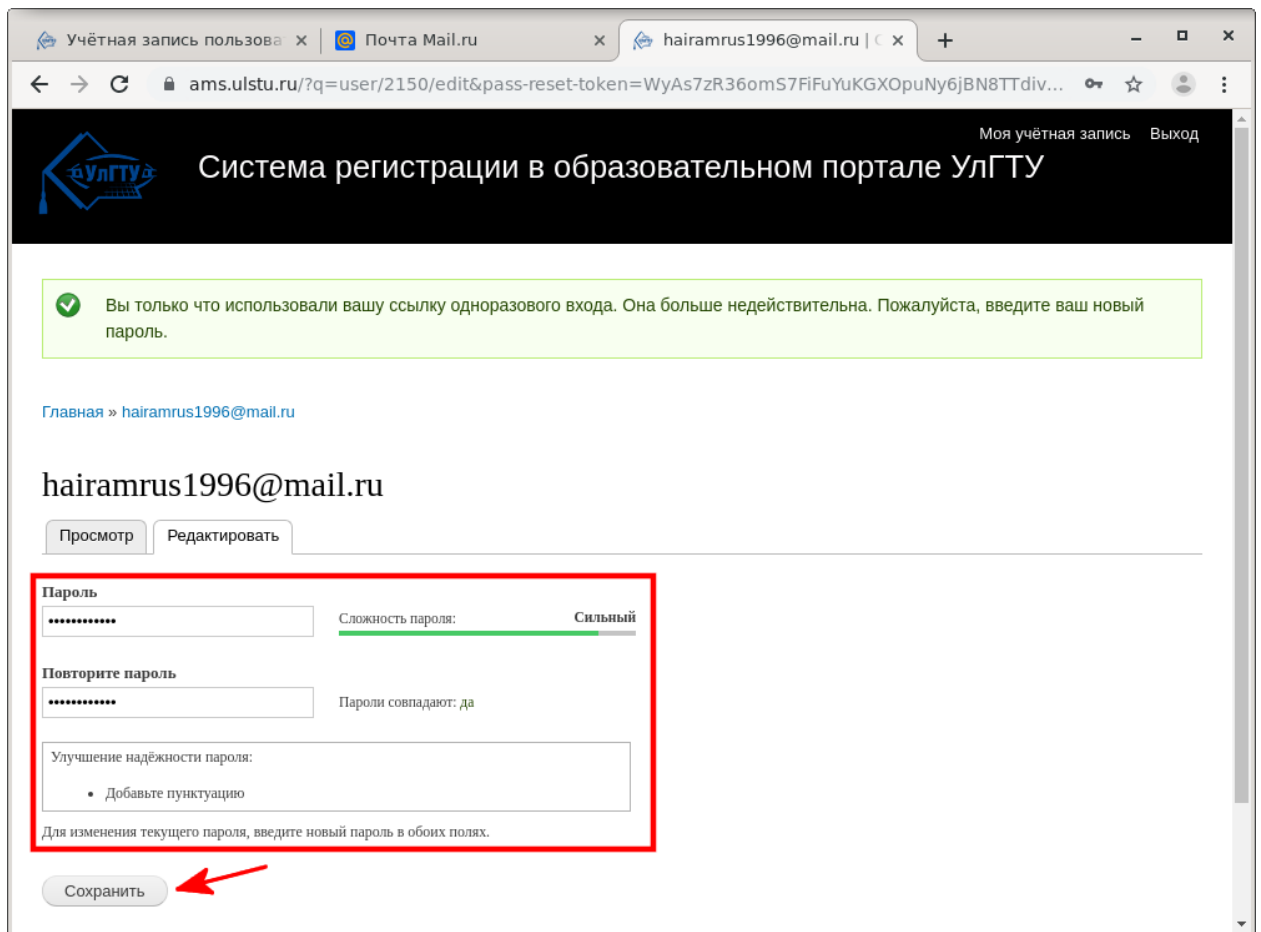 Учётная запись пользова
Почта Mail.ru
hairamrus1996@mail.ru | С
ams.ulstu.ru/?q=user/2150/edit&pass-reset-token=WyAs7zR36omS7FiFuYuKGXOpuNy6jBN8TTdiv...
Моя учётная запись Выход
УлГТУ
Система регистрации в образовательном портале УлГТУ
Вы только что использовали вашу ссылку одноразового входа. Она больше недействительна. Пожалуйста, введите ваш новый
пароль.
Главная » hairamrus1996@mail.ru
hairamrus1996@mail.ru
Просмотр Редактировать
Пароль
••••••••••••
Сложность пароля: Сильный
Повторите пароль
••••••••••••
Пароли совпадают: да
Улучшение надёжности пароля:
• Добавьте пунктуацию
Для изменения текущего пароля, введите новый пароль в обоих полях.
Сохранить